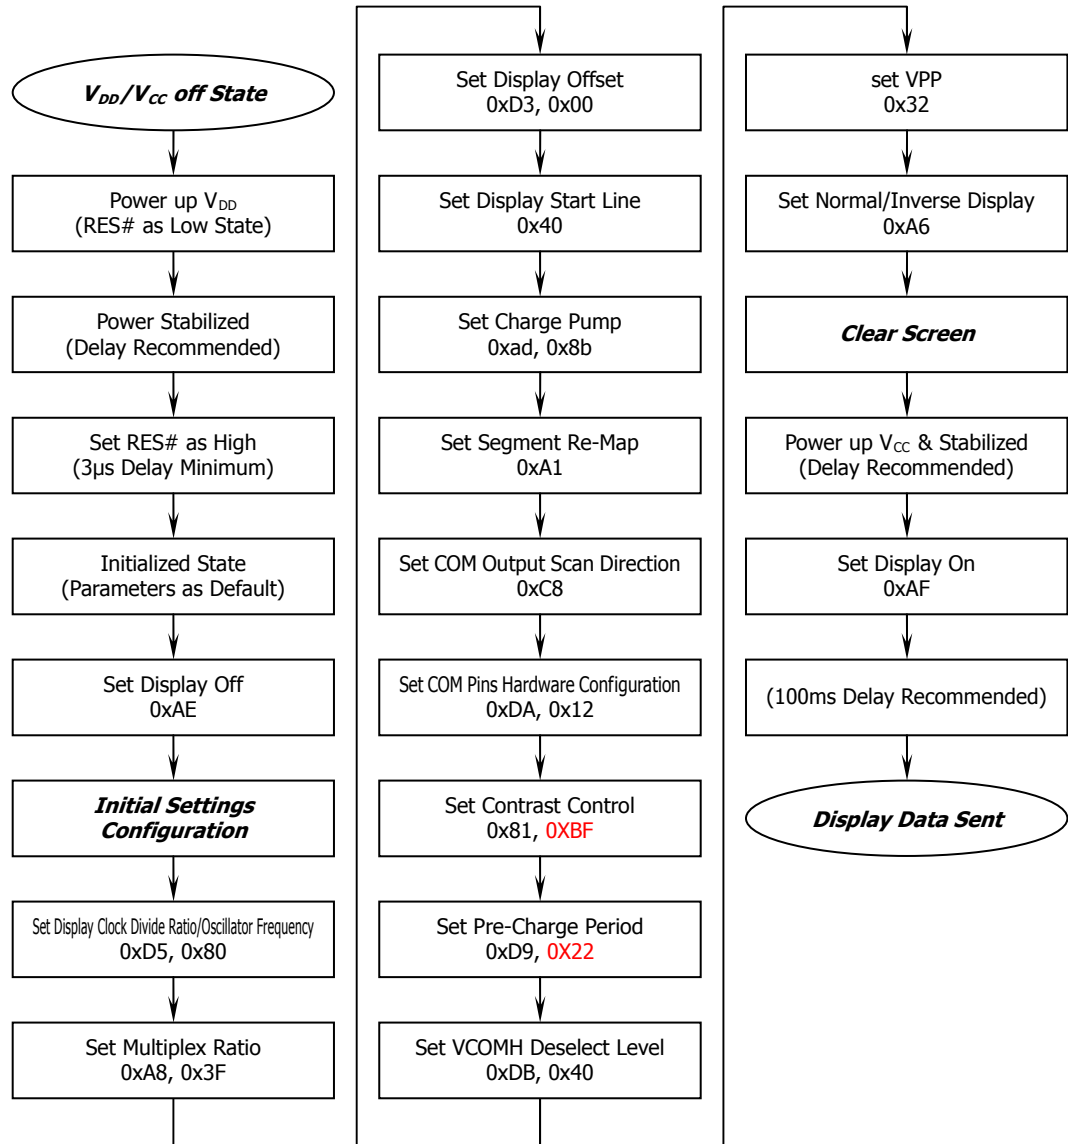 V_DD/V_CC off State
Power up V_DD
(RES# as Low State)
Power Stabilized
(Delay Recommended)
Set RES# as High
(3μs Delay Minimum)
Initialized State
(Parameters as Default)
Set Display Off
0xAE
Initial Settings
Configuration
Set Display Clock Divide Ratio/Oscillator Frequency
0xD5, 0x80
Set Multiplex Ratio
0xA8, 0x3F
Set Display Offset
0xD3, 0x00
Set Display Start Line
0x40
Set Charge Pump
0xad, 0x8b
Set Segment Re-Map
0xA1
Set COM Output Scan Direction
0xC8
Set COM Pins Hardware Configuration
0xDA, 0x12
Set Contrast Control
0x81, 0XBF
Set Pre-Charge Period
0xD9, 0X22
Set VCOMH Deselect Level
0xDB, 0x40
set VPP
0x32
Set Normal/Inverse Display
0xA6
Clear Screen
Power up V_CC & Stabilized
(Delay Recommended)
Set Display On
0xAF
(100ms Delay Recommended)
Display Data Sent